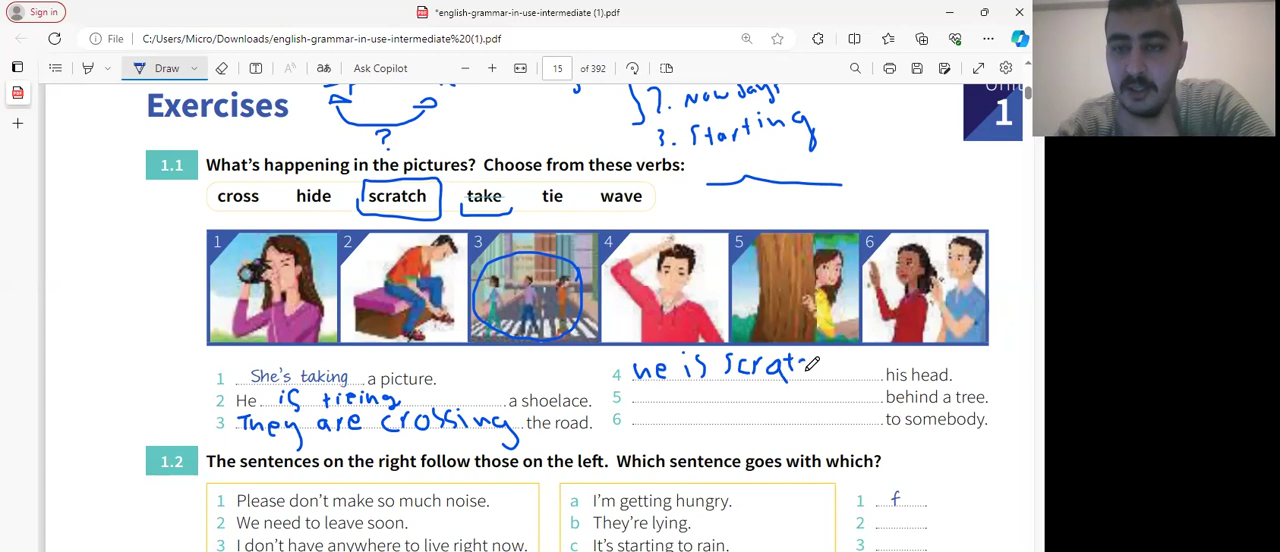 Sign in
*english-grammar-in-use-intermediate (1).pdf
File C:/Users/Micro/Downloads/english-grammar-in-use-intermediate%20(1).pdf
Draw Ask Copilot 15 of 392
Exercises
?
7. Nowdays
3. Starting
Unit
1
1.1 What's happening in the pictures? Choose from these verbs:
cross hide scratch take tie wave
1 2 3 4 5 6
1 She's taking a picture.
2 He is tieing a shoelace.
3 They are crossing the road.
4 he is scrat his head.
5 behind a tree.
6 to somebody.
1.2 The sentences on the right follow those on the left. Which sentence goes with which?
1 Please don't make so much noise.
2 We need to leave soon.
3 I don't have anywhere to live right now.
a I'm getting hungry.
b They're lying.
c It's starting to rain.
1 f
2
3